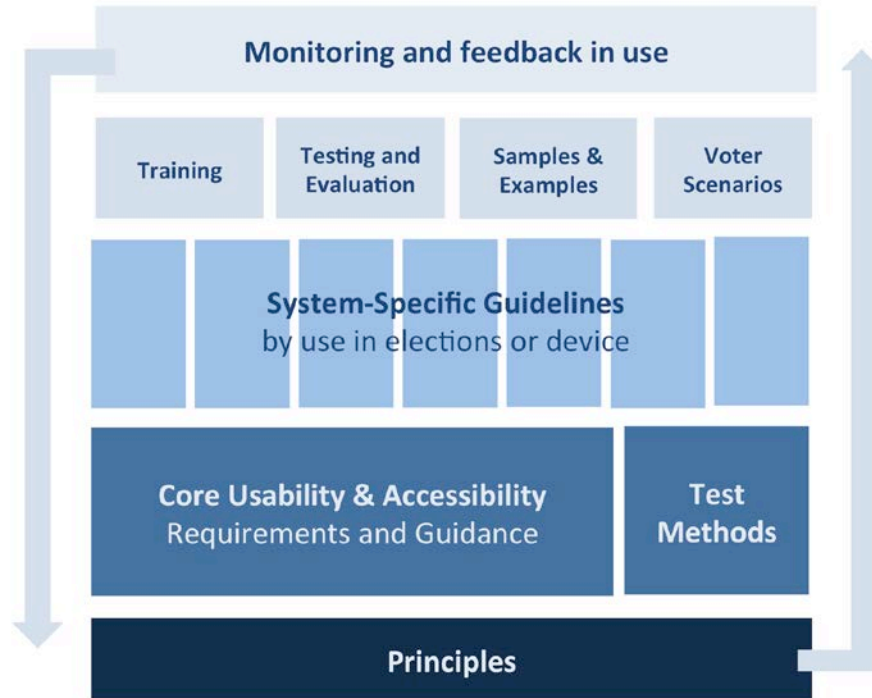 Monitoring and feedback in use
Training
Testing and
Evaluation
Samples &
Examples
Voter
Scenarios
System-Specific Guidelines
by use in elections or device
Core Usability & Accessibility
Requirements and Guidance
Test
Methods
Principles